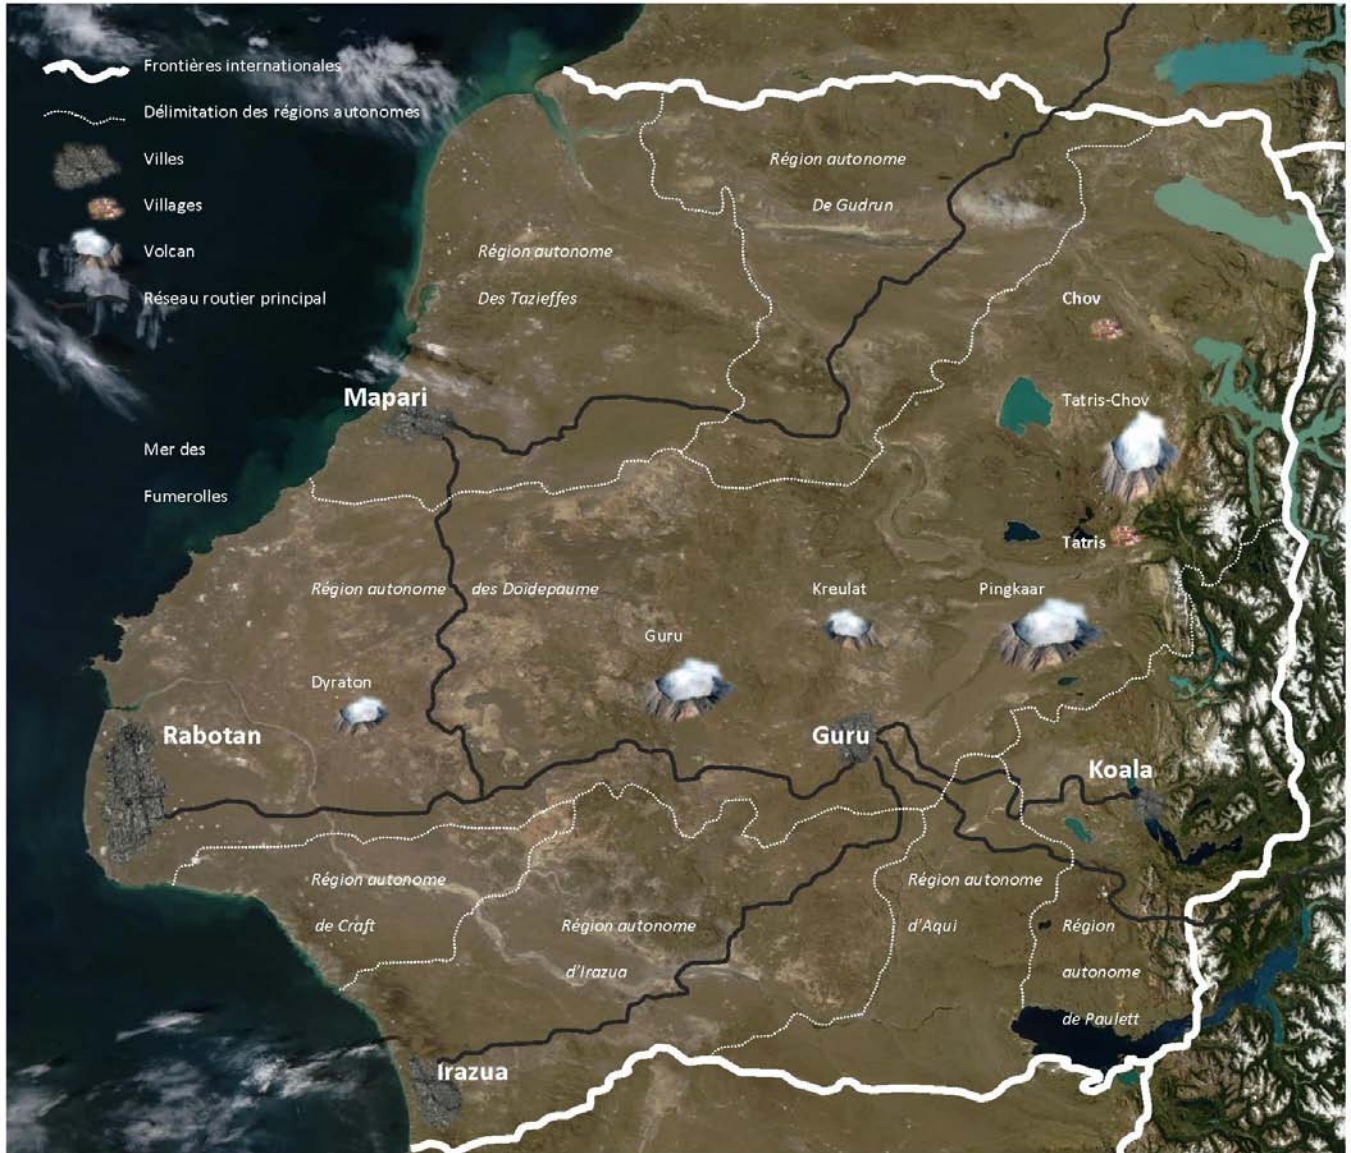 Frontières internationales
Délimitation des régions autonomes
Villes
Villages
Volcan
Réseau routier principal
Région autonome
De Gudrun
Région autonome
Des Tazieffes
Chov
Mapari
Tatris-Chov
Mer des
Fumerolles
Tatris
Région autonome des Doïdepaume
Kreulat
Pingkaar
Guru
Dyraton
Rabotan
Guru
Koala
Région autonome
de Craft
Région autonome
d'Irazua
Région autonome
d'Aqui
Région
autonome
de Paulett
Irazua